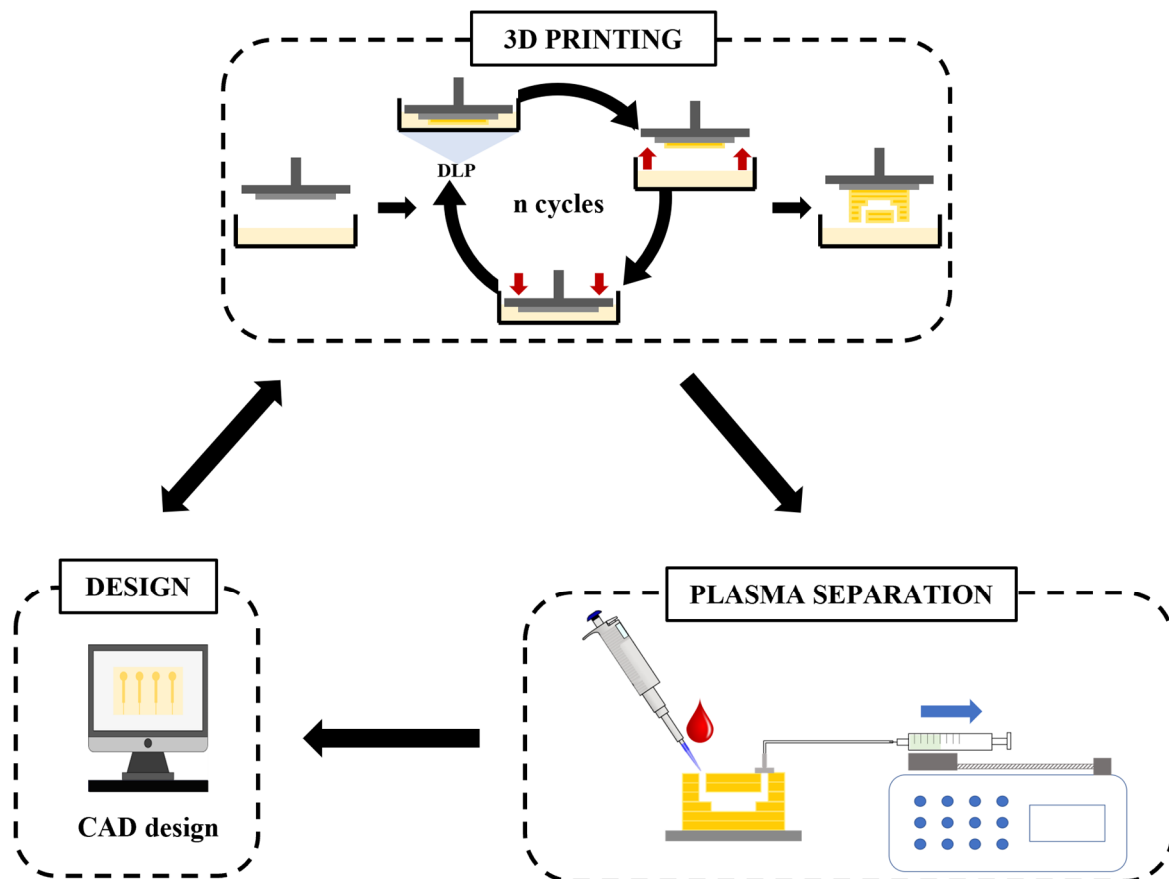 3D PRINTING
DLP
n cycles
DESIGN
CAD design
PLASMA SEPARATION